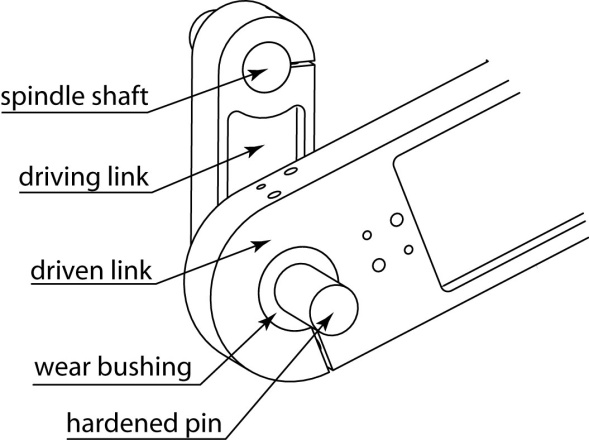 spindle shaft
driving link
driven link
wear bushing
hardened pin